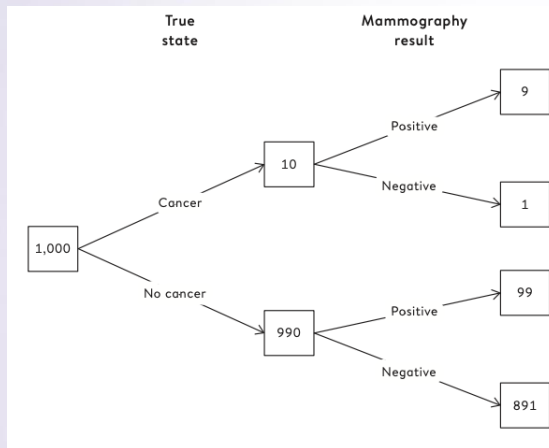 True
state
Mammography
result
9
Positive
10
Negative
Cancer
1
1,000
No cancer
99
Positive
990
Negative
891